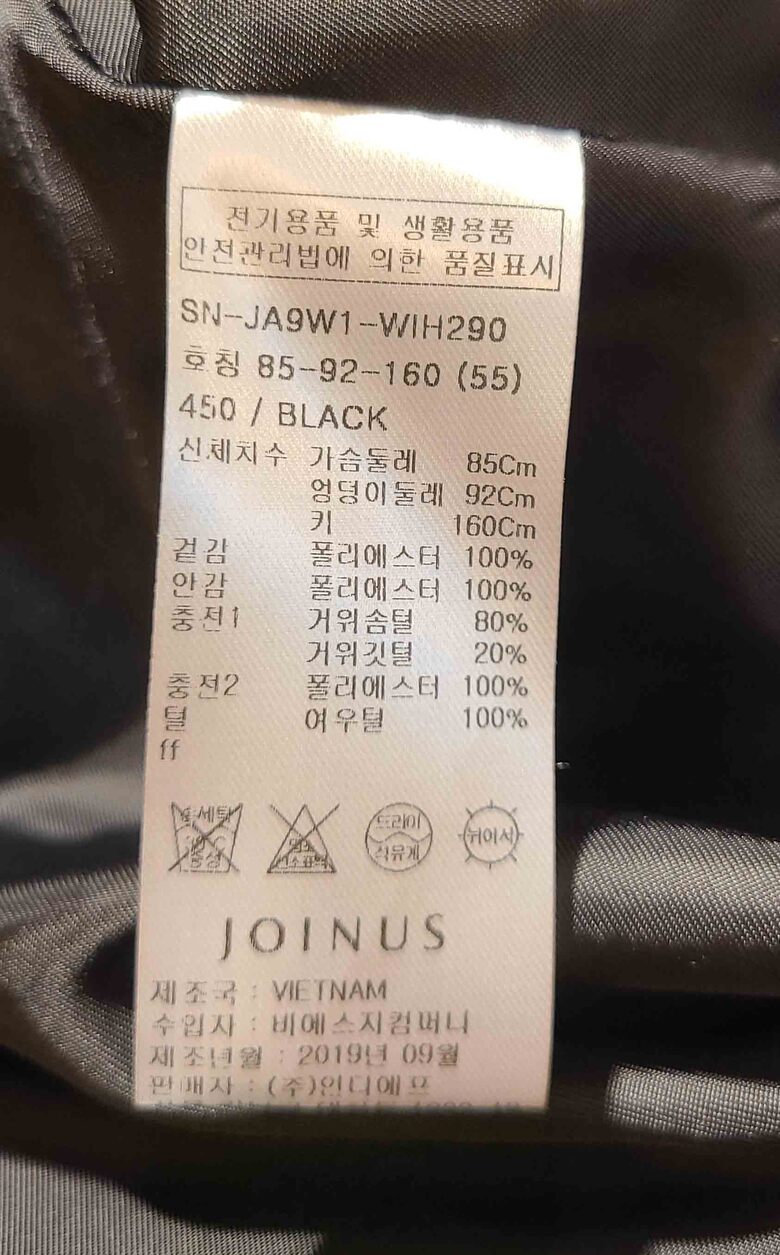 전기용품 및 생활용품
안전관리법에 의한 품질표시
SN-JA9W1-WIH290
호칭 85-92-160 (55)
450 / BLACK
신체치수 가슴둘레 85Cm
엉덩이둘레 92Cm
키 160Cm
겉감 폴리에스터 100%
안감 폴리에스터 100%
충전1 거위솜털 80%
거위깃털 20%
충전2 폴리에스터 100%
털 여우털 100%
ff
드라이
석유계
뉘어서
JOINUS
제조국 : VIETNAM
수입자 : 비에스지컴퍼니
제조년월 : 2019년 09월
판매자 : (주)인디에프